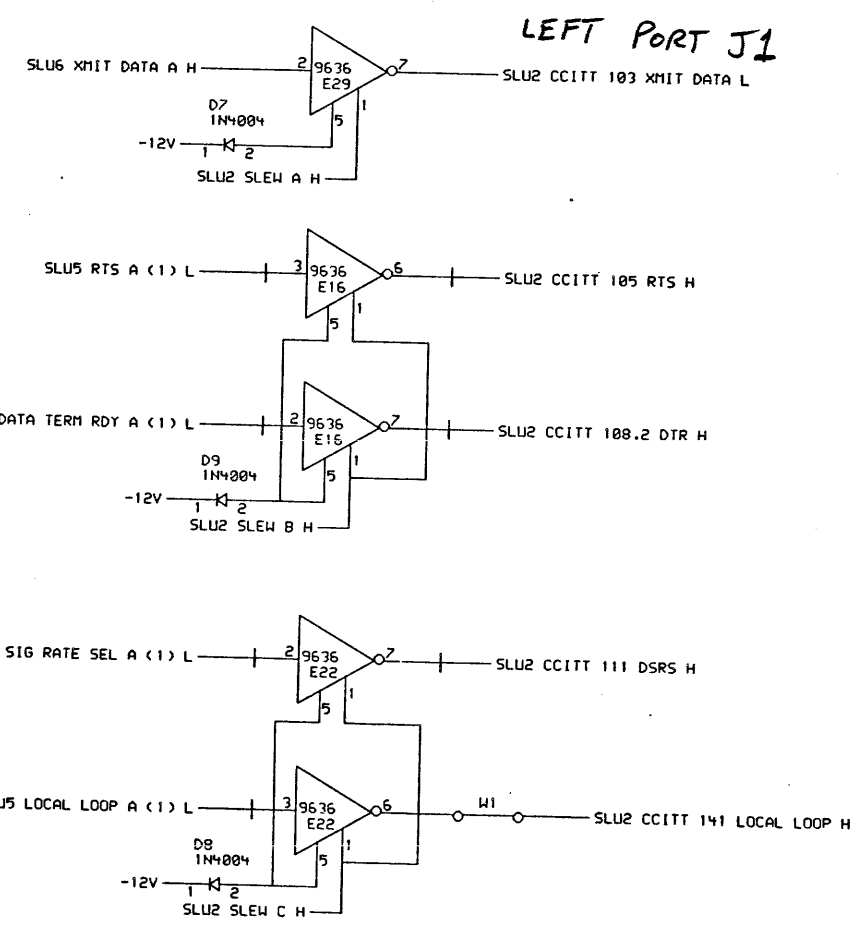 LEFT PORT J1
SLU6 XMIT DATA A H
2
9636
E29
7
SLU2 CCITT 103 XMIT DATA L
D7
1N4004
1
5
-12V
1
2
SLU2 SLEW A H
SLU5 RTS A (1) L
3
9636
E16
6
SLU2 CCITT 105 RTS H
1
5
DATA TERM RDY A (1) L
2
9636
E16
7
SLU2 CCITT 108.2 DTR H
D9
1N4004
1
5
-12V
1
2
SLU2 SLEW B H
SIG RATE SEL A (1) L
2
9636
E22
7
SLU2 CCITT 111 DSRS H
1
5
U5 LOCAL LOOP A (1) L
3
9636
E22
6
W1
SLU2 CCITT 141 LOCAL LOOP H
D8
1N4004
1
5
-12V
1
2
SLU2 SLEW C H